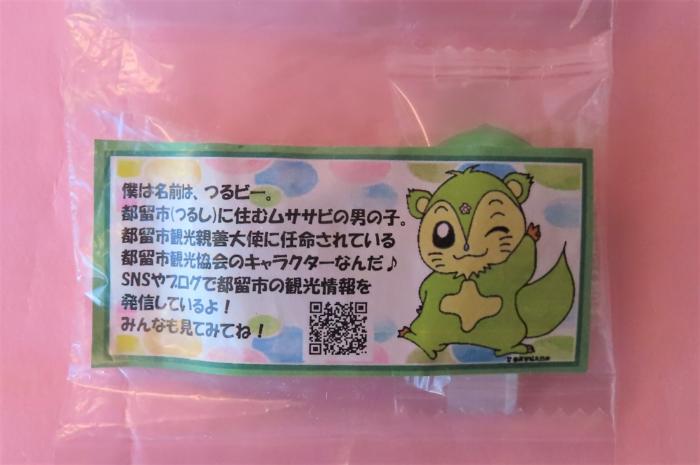 僕は名前は、つるビー。
都留市(つるし)に住むムササビの男の子。
都留市観光親善大使に任命されている
都留市観光協会のキャラクターなんだ♪
SNSやブログで都留市の観光情報を
発信しているよ！
みんなも見てみてね！